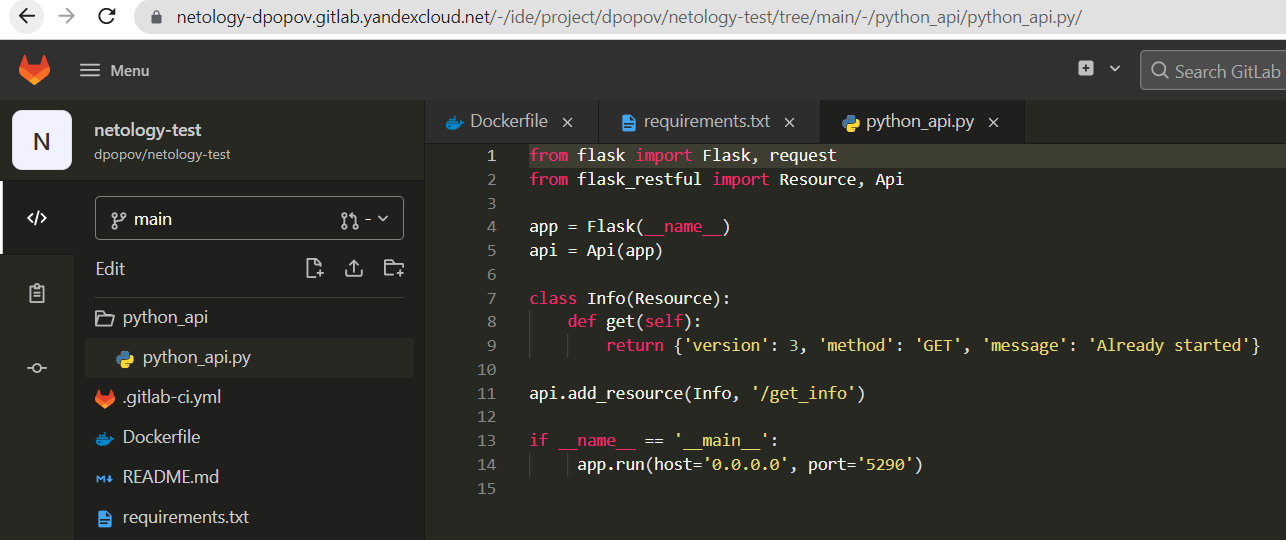 netology-dpopov.gitlab.yandexcloud.net/-/ide/project/dpopov/netology-test/tree/main/-/python_api/python_api.py/
Menu
Search GitLab
N
netology-test
dpopov/netology-test
main
-
Edit
python_api
python_api.py
.gitlab-ci.yml
Dockerfile
README.md
requirements.txt
Dockerfile × requirements.txt × python_api.py ×
1 from flask import Flask, request
2 from flask_restful import Resource, Api
3
4 app = Flask(__name__)
5 api = Api(app)
6
7 class Info(Resource):
8     def get(self):
9         return {'version': 3, 'method': 'GET', 'message': 'Already started'}
10
11 api.add_resource(Info, '/get_info')
12
13 if __name__ == '__main__':
14      app.run(host='0.0.0.0', port='5290')
15